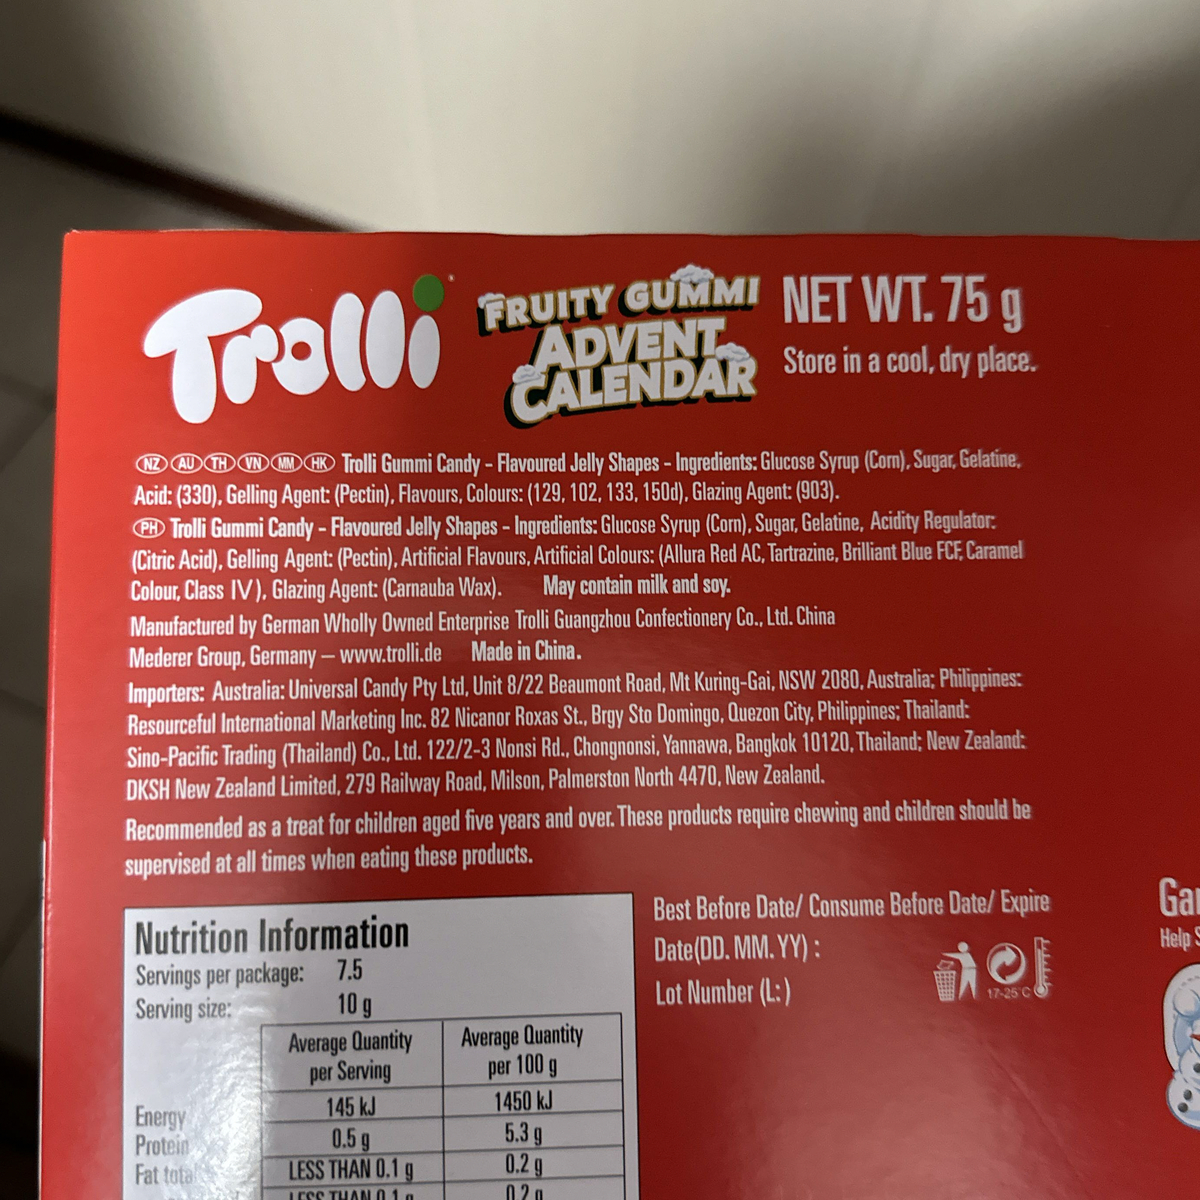 Trolli
FRUITY GUMMI
ADVENT
CALENDAR
NET WT. 75 g
Store in a cool, dry place.
NZ AU TH VN MM HK Trolli Gummi Candy - Flavoured Jelly Shapes - Ingredients: Glucose Syrup (Corn), Sugar, Gelatine,
Acid: (330), Gelling Agent: (Pectin), Flavours, Colours: (129, 102, 133, 150d), Glazing Agent: (903).
PH Trolli Gummi Candy - Flavoured Jelly Shapes - Ingredients: Glucose Syrup (Corn), Sugar, Gelatine, Acidity Regulator:
(Citric Acid), Gelling Agent: (Pectin), Artificial Flavours, Artificial Colours: (Allura Red AC, Tartrazine, Brilliant Blue FCF, Caramel
Colour, Class IV), Glazing Agent: (Carnauba Wax). May contain milk and soy.
Manufactured by German Wholly Owned Enterprise Trolli Guangzhou Confectionery Co., Ltd. China
Mederer Group, Germany – www.trolli.de Made in China.
Importers: Australia: Universal Candy Pty Ltd, Unit 8/22 Beaumont Road, Mt Kuring-Gai, NSW 2080, Australia; Philippines:
Resourceful International Marketing Inc. 82 Nicanor Roxas St., Brgy Sto Domingo, Quezon City, Philippines; Thailand:
Sino-Pacific Trading (Thailand) Co., Ltd. 122/2-3 Nonsi Rd., Chongnonsi, Yannawa, Bangkok 10120, Thailand; New Zealand:
DKSH New Zealand Limited, 279 Railway Road, Milson, Palmerston North 4470, New Zealand.
Recommended as a treat for children aged five years and over. These products require chewing and children should be
supervised at all times when eating these products.
Nutrition Information
Servings per package: 7.5
Serving size: 10 g
Average Quantity per Serving Average Quantity per 100 g
Energy 145 kJ 1450 kJ
Protein 0.5 g 5.3 g
Fat total LESS THAN 0.1 g 0.2 g
LESS THAN 0.1 g 0.2 g
Best Before Date/ Consume Before Date/ Expire
Date(DD. MM. YY) :
Lot Number (L:)
17-25°C
Help